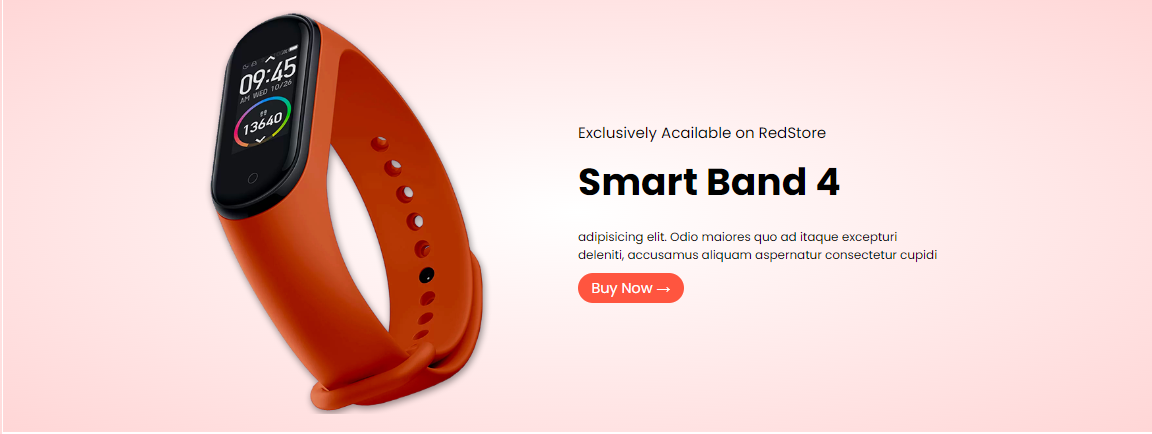 09:45
AM WED 10/26
13640
Exclusively Acailable on RedStore
Smart Band 4
adipisicing elit. Odio maiores quo ad itaque excepturi
deleniti, accusamus aliquam aspernatur consectetur cupidi
Buy Now →